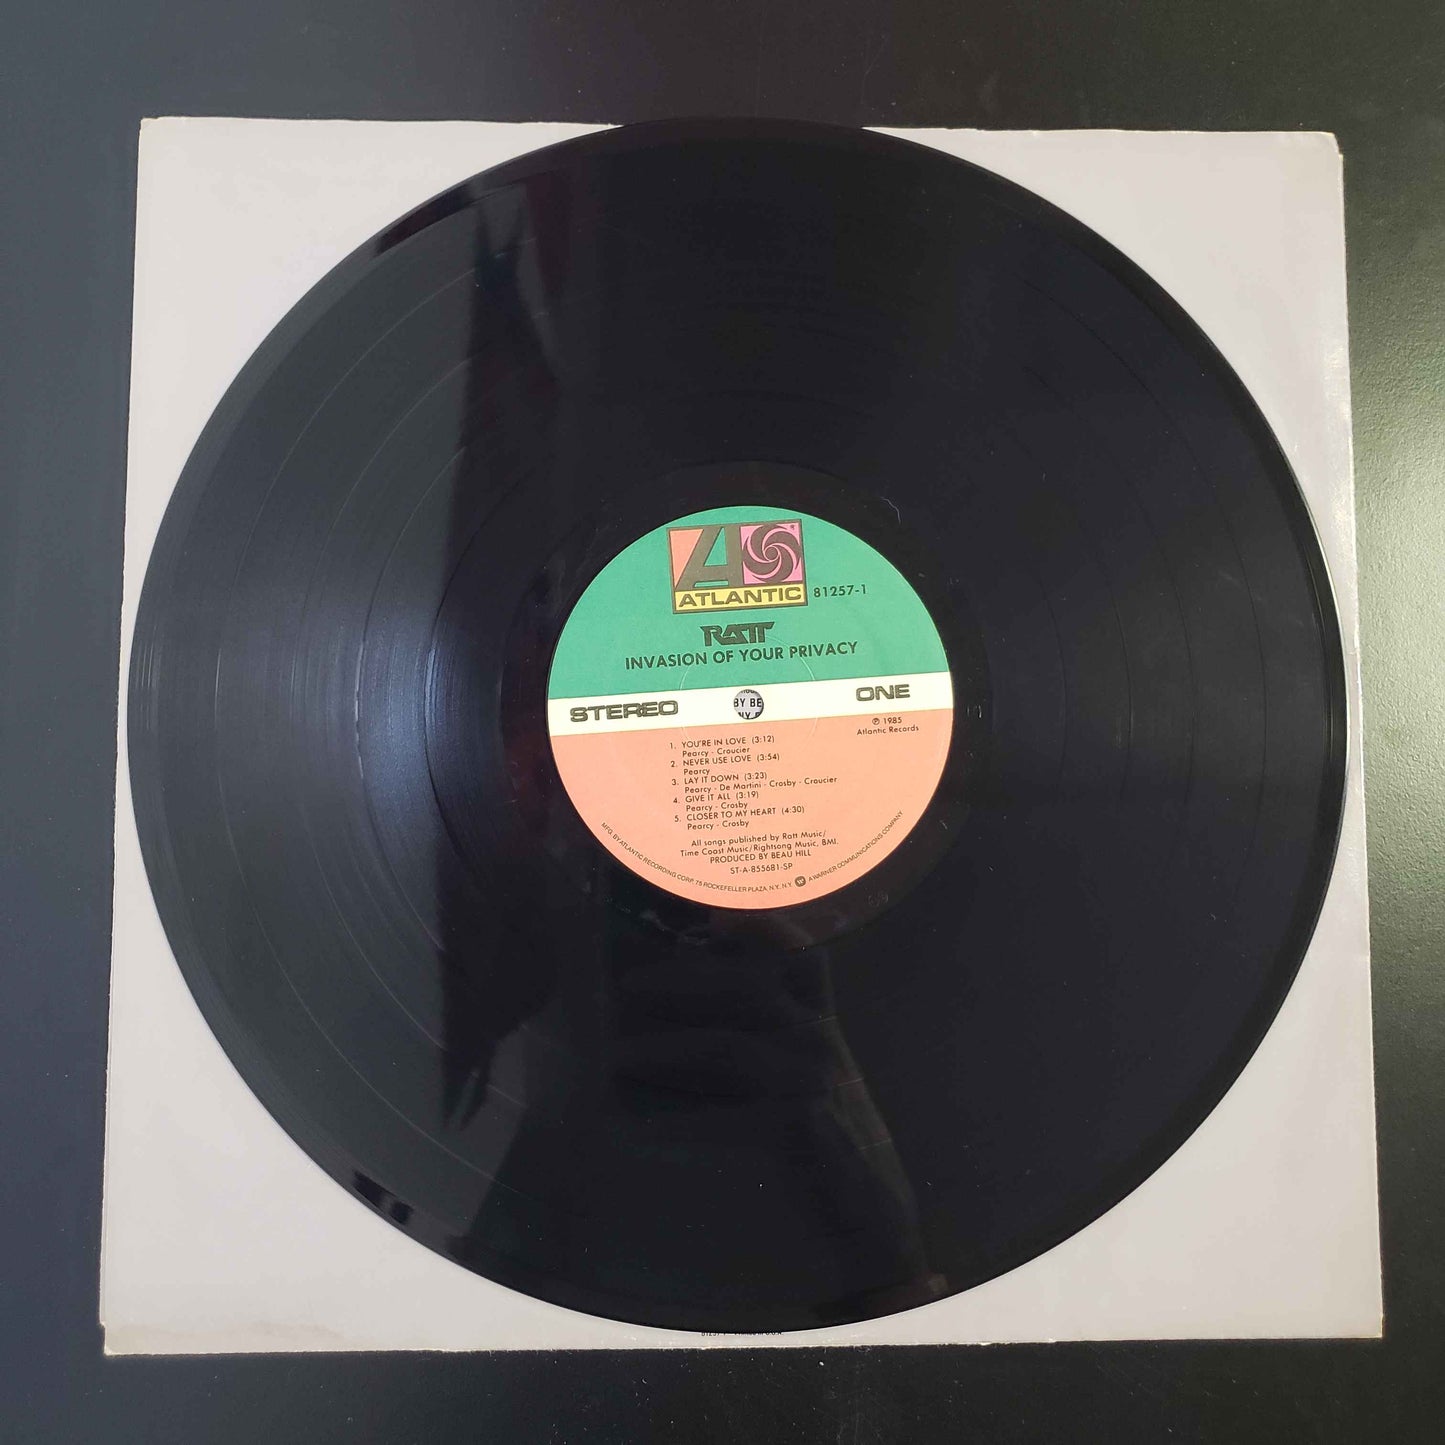 ATLANTIC
81257-1
RATT
INVASION OF YOUR PRIVACY
STEREO
BY BE
ONE
℗ 1985
Atlantic Records
1. YOU'RE IN LOVE (3:12)
Pearcy - Croucier
2. NEVER USE LOVE (3:54)
Pearcy
3. LAY IT DOWN (3:23)
Pearcy - De Martini - Crosby - Croucier
4. GIVE IT ALL (3:19)
Pearcy - Crosby
5. CLOSER TO MY HEART (4:30)
Pearcy - Crosby
All songs published by Ratt Music/
Time Coast Music/Rightsong Music, BMI.
PRODUCED BY BEAU HILL
ST-A-855681-SP
MFG. BY ATLANTIC RECORDING CORP. 75 ROCKEFELLER PLAZA, N.Y. N.Y. A WARNER COMMUNICATIONS COMPANY